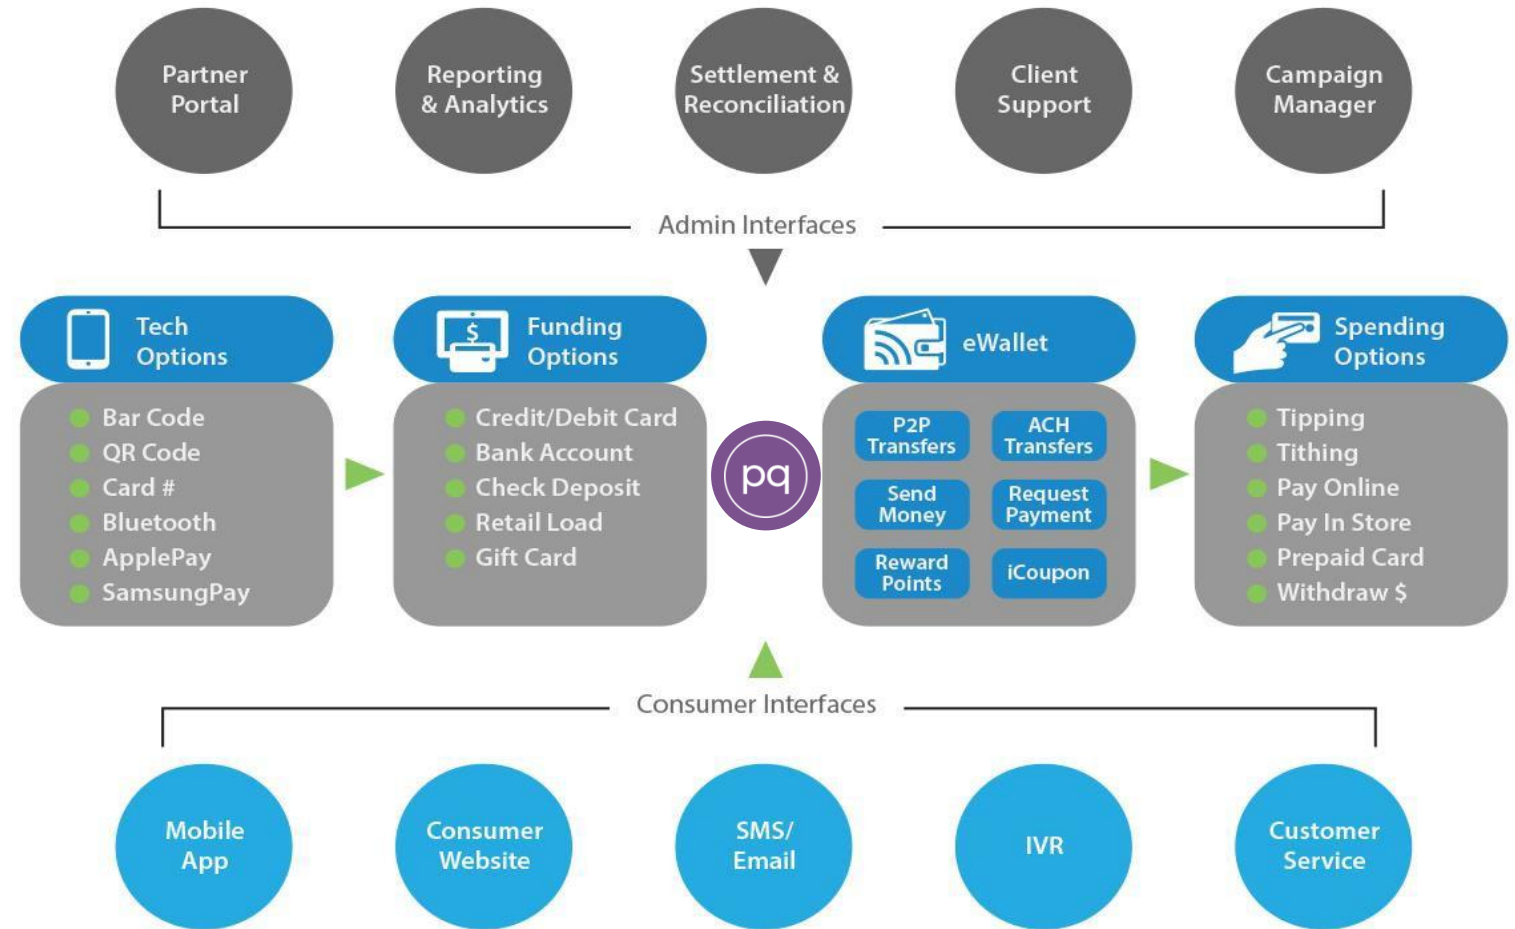 Partner
Portal
Reporting
& Analytics
Settlement &
Reconciliation
Client
Support
Campaign
Manager
Admin Interfaces
Tech
Options
Bar Code
QR Code
Card #
Bluetooth
ApplePay
SamsungPay
$
Funding
Options
Credit/Debit Card
Bank Account
Check Deposit
Retail Load
Gift Card
pq
eWallet
P2P
Transfers
ACH
Transfers
Send
Money
Request
Payment
Reward
Points
iCoupon
Spending
Options
Tipping
Tithing
Pay Online
Pay In Store
Prepaid Card
Withdraw $
Consumer Interfaces
Mobile
App
Consumer
Website
SMS/
Email
IVR
Customer
Service